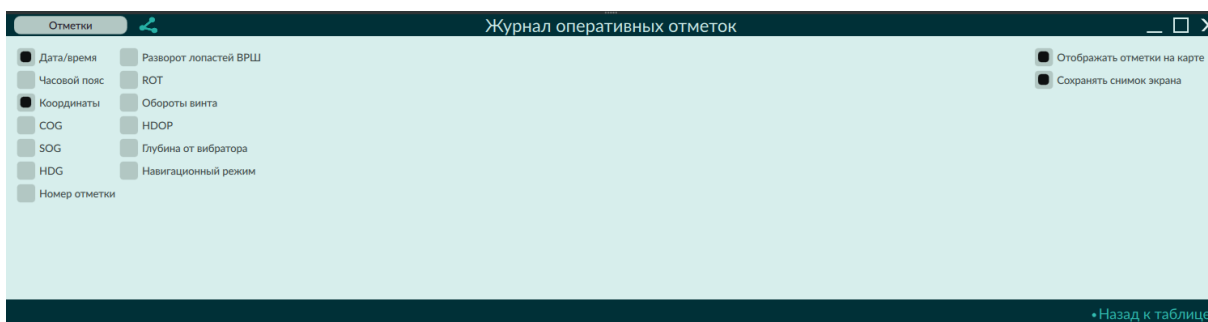 Отметки
Журнал оперативных отметок
Дата/время
Разворот лопастей ВРШ
Отображать отметки на карте
Часовой пояс
ROT
Сохранять снимок экрана
Координаты
Обороты винта
COG
HDOP
SOG
Глубина от вибратора
HDG
Навигационный режим
Номер отметки
•Назад к таблице